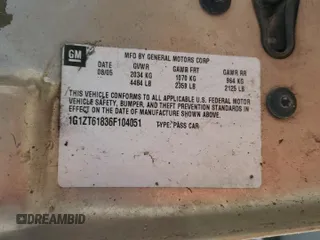 GM
MFD BY GENERAL MOTORS CORP
DATE GVWR GAWR FRT GAWR RR
08/05 2034 KG 1070 KG 964 KG
4484 LB 2359 LB 2125 LB
THIS VEHICLE CONFORMS TO ALL APPLICABLE U.S. FEDERAL MOTOR
VEHICLE SAFETY, BUMPER, AND THEFT PREVENTION STANDARDS IN
EFFECT ON THE DATE OF MANUFACTURE SHOWN ABOVE.
1G1ZT61836F104051 TYPE: PASS CAR
DREAMBID